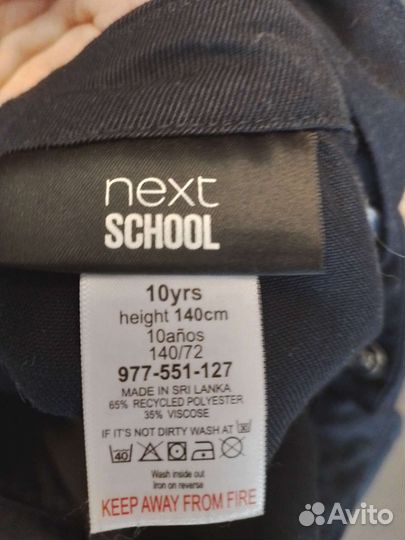 next
SCHOOL
10yrs
height 140cm
10años
140/72
977-551-127
MADE IN SRI LANKA
65% RECYCLED POLYESTER
35% VISCOSE
IF IT'S NOT DIRTY WASH AT 30
40
Wash inside out
Iron on reverse
KEEP AWAY FROM FIRE
Avito